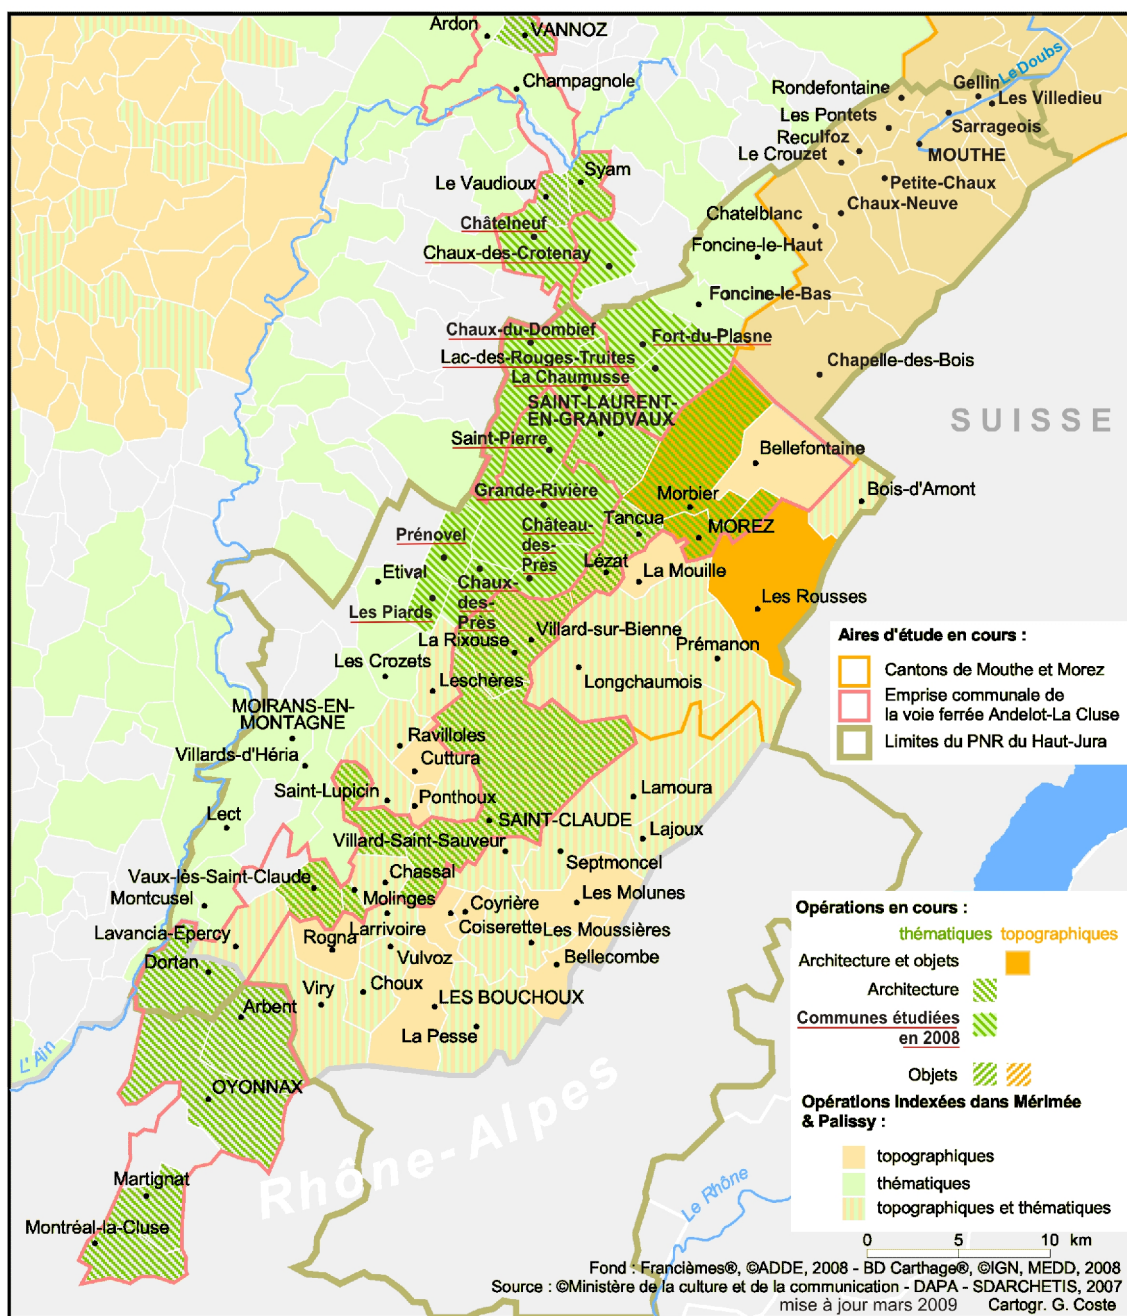 Ardon
VANNOZ
Champagnole
Le Doubs
Rondefontaine
Gellin
Les Villedieu
Les Pontets
Sarrageois
Reculfoz
Le Crouzet
MOUTHE
Petite-Chaux
Chaux-Neuve
Chatelblanc
Foncine-le-Haut
Foncine-le-Bas
Syam
Le Vaudioux
Châtelneuf
Chaux-des-Crotenay
Chaux-du-Dombief
Fort-du-Plasne
Lac-des-Rouges-Truites
La Chaumusse
Chapelle-des-Bois
SAINT-LAURENT-
EN-GRANDVAUX
SUISSE
Saint-Pierre
Bellefontaine
Grande-Rivière
Morbier
Bois-d'Amont
Tancua
MOREZ
Prénovel
Château-
des-
Près
Lézat
Etival
La Mouille
Chaux-
des-
Près
Les Piards
Les Rousses
La Rixouse
Villard-sur-Bienne
Prémanon
Les Crozets
Longchaumois
Leschères
MOIRANS-EN-
MONTAGNE
Ravilloles
Villards-d'Héria
Cuttura
Saint-Lupicin
Ponthoux
Lamoura
Lect
SAINT-CLAUDE
Villard-Saint-Sauveur
Lajoux
Septmoncel
Vaux-lès-Saint-Claude
Chassal
Molinges
Les Molunes
Montcusel
Coyrière
Larrivoire
Coiserette
Les Moussières
Lavancia-Epercy
Rogna
Vulvoz
Bellecombe
Dortan
Viry
Choux
LES BOUCHOUX
Arbent
La Pesse
L'Ain
OYONNAX
Rhône-Alpes
Martignat
Montréal-la-Cluse
Le Rhône
Aires d'étude en cours :
Cantons de Mouthe et Morez
Emprise communale de
la voie ferrée Andelot-La Cluse
Limites du PNR du Haut-Jura
Opérations en cours :
thématiques topographiques
Architecture et objets
Architecture
Communes étudiées
en 2008
Objets
Opérations Indexées dans Mérimée
& Palissy :
topographiques
thématiques
topographiques et thématiques
0 5 10 km
Fond : Francièmes®, ©ADDE, 2008 - BD Carthage®, ©IGN, MEDD, 2008
Source : ©Ministère de la culture et de la communication - DAPA - SDARCHETIS, 2007
mise à jour mars 2009 Cartogr. G. Coste